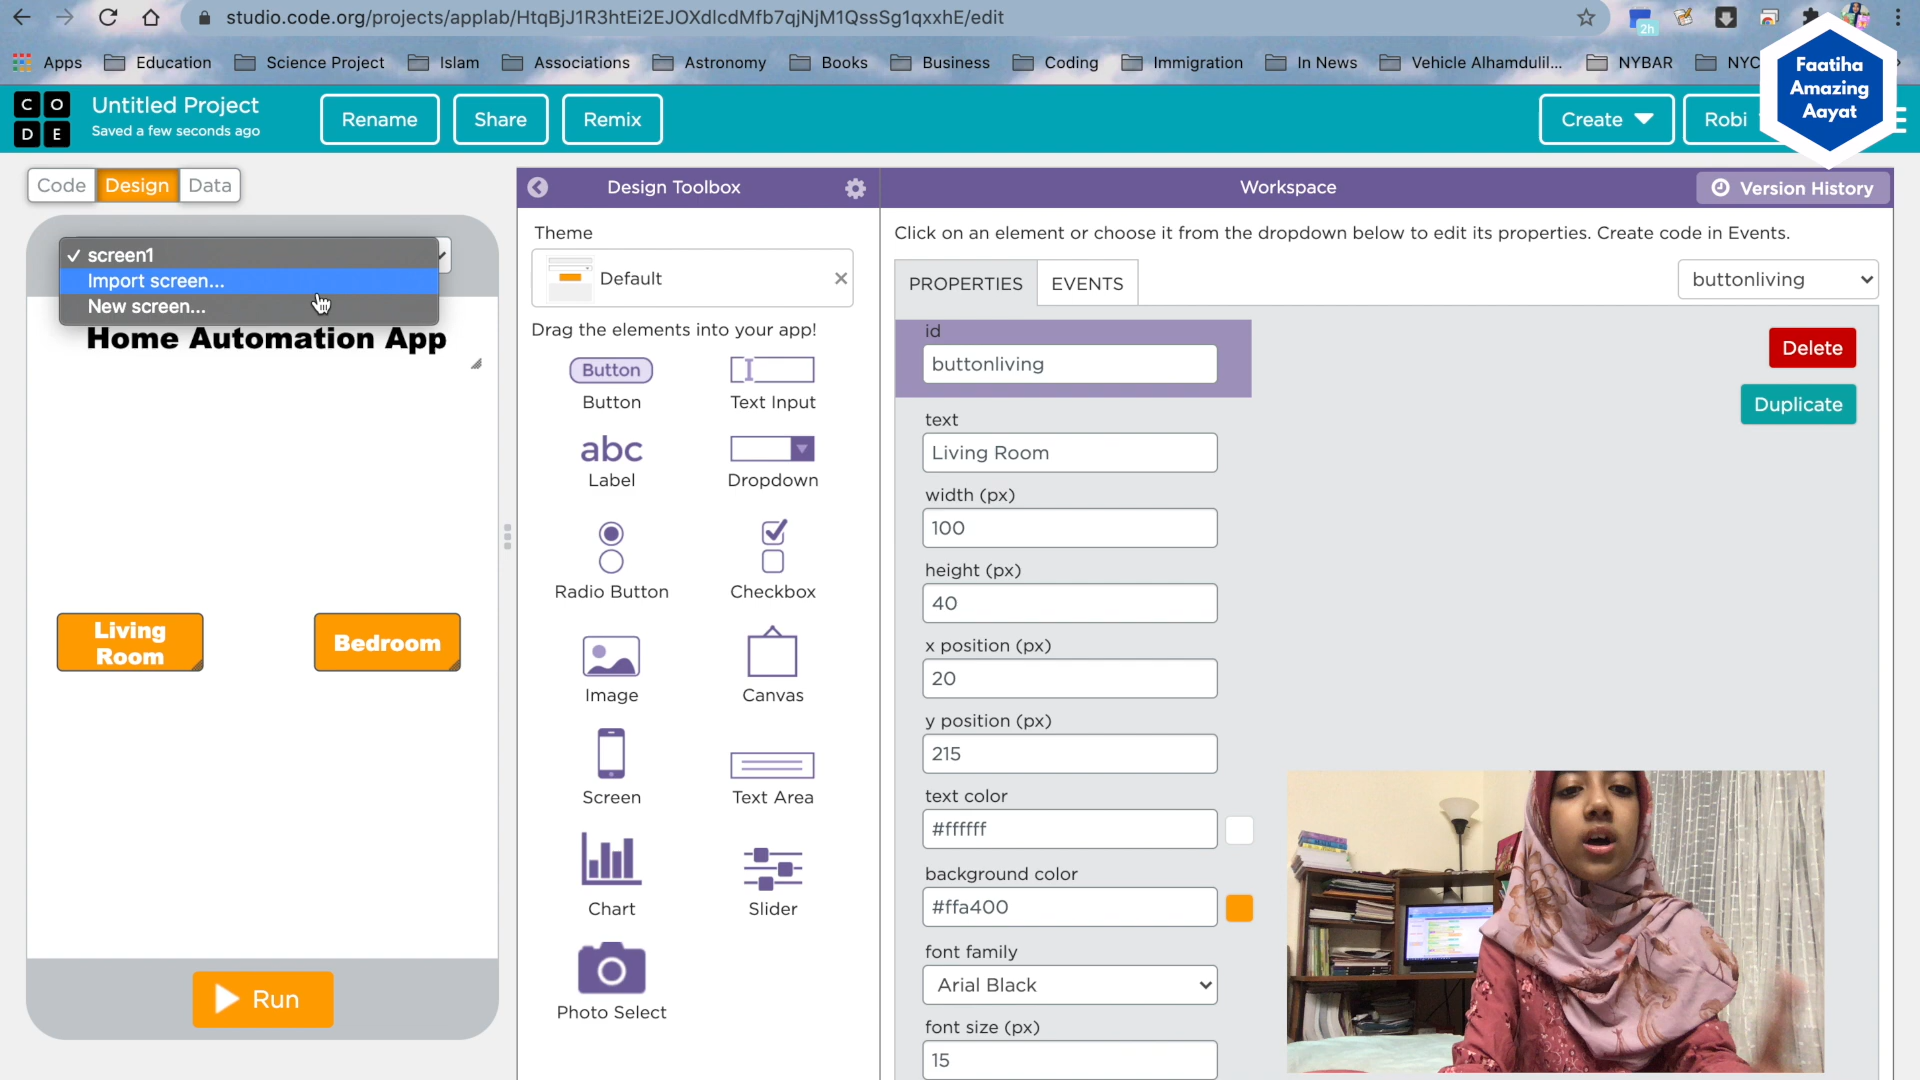 studio.code.org/projects/applab/HtqBjJ1R3htEi2EJOXdlcdMfb7qjNjM1QssSg1qxxhE/edit
2h
Apps Education Science Project Islam Associations Astronomy Books Business Coding Immigration In News Vehicle Alhamdulil... NYBAR NYC
Faatiha
Amazing
Aayat
CO
DE
Untitled Project
Saved a few seconds ago
Rename Share Remix Create Robi
Code Design Data
Design Toolbox
Workspace
Version History
screen1
Import screen...
New screen...
Home Automation App
Living
Room
Bedroom
Run
Theme
Default
Drag the elements into your app!
Button
Button
Text Input
abc
Label
Dropdown
Radio Button
Checkbox
Image
Canvas
Screen
Text Area
Chart
Slider
Photo Select
Click on an element or choose it from the dropdown below to edit its properties. Create code in Events.
PROPERTIES EVENTS
buttonliving
id
buttonliving
Delete
Duplicate
text
Living Room
width (px)
100
height (px)
40
x position (px)
20
y position (px)
215
text color
#ffffff
background color
#ffa400
font family
Arial Black
font size (px)
15